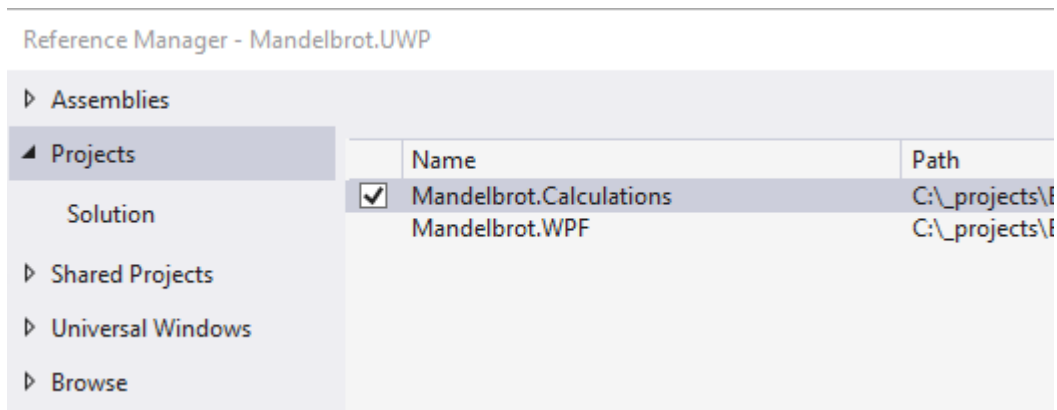 Reference Manager - Mandelbrot.UWP
Assemblies
Projects
Solution
Shared Projects
Universal Windows
Browse
Name Path
Mandelbrot.Calculations C:\_projects\
Mandelbrot.WPF C:\_projects\